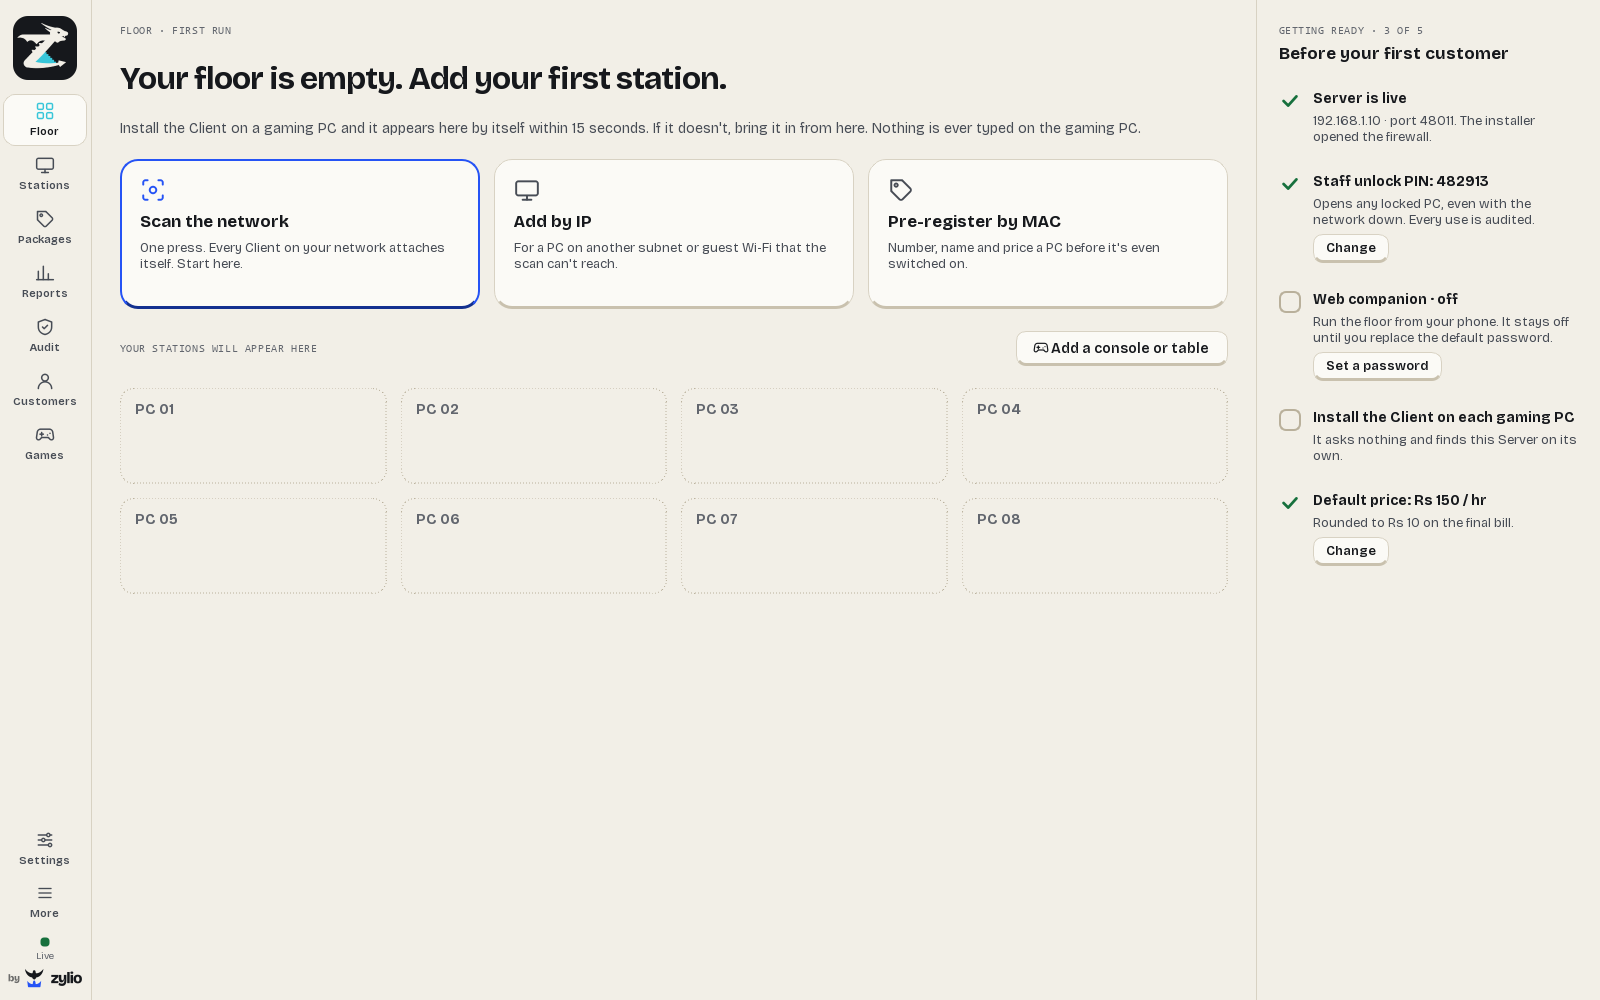 Floor
Stations
Packages
Reports
Audit
Customers
Games
Settings
More
Live
by zylio
FLOOR · FIRST RUN
Your floor is empty. Add your first station.
Install the Client on a gaming PC and it appears here by itself within 15 seconds. If it doesn't, bring it in from here. Nothing is ever typed on the gaming PC.
Scan the network
One press. Every Client on your network attaches
itself. Start here.
Add by IP
For a PC on another subnet or guest Wi-Fi that the
scan can't reach.
Pre-register by MAC
Number, name and price a PC before it's even
switched on.
YOUR STATIONS WILL APPEAR HERE
Add a console or table
PC 01
PC 02
PC 03
PC 04
PC 05
PC 06
PC 07
PC 08
GETTING READY · 3 OF 5
Before your first customer
Server is live
192.168.1.10 · port 48011. The installer
opened the firewall.
Staff unlock PIN: 482913
Opens any locked PC, even with the
network down. Every use is audited.
Change
Web companion · off
Run the floor from your phone. It stays off
until you replace the default password.
Set a password
Install the Client on each gaming PC
It asks nothing and finds this Server on its
own.
Default price: Rs 150 / hr
Rounded to Rs 10 on the final bill.
Change